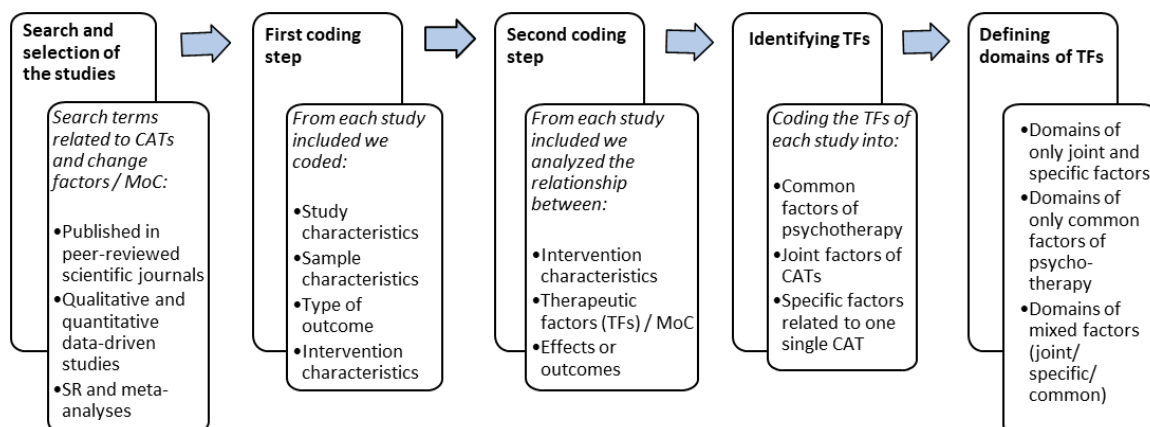 Search and
selection of
the studies
Search terms
related to CATs
and change
factors / MoC:
•Published in
peer-reviewed
scientific journals
•Qualitative and
quantitative
data-driven
studies
•SR and meta-
analyses
First coding
step
From each study
included we
coded:
•Study
characteristics
•Sample
characteristics
•Type of
outcome
•Intervention
characteristics
Second coding
step
From each study
included we
analyzed the
relationship
between:
•Intervention
characteristics
•Therapeutic
factors (TFs) / MoC
•Effects or
outcomes
Identifying TFs
Coding the TFs of
each study into:
•Common
factors of
psychotherapy
•Joint factors of
CATs
•Specific factors
related to one
single CAT
Defining
domains of TFs
•Domains of
only joint and
specific factors
•Domains of
only common
factors of
psycho-
therapy
•Domains of
mixed factors
(joint/
specific/
common)